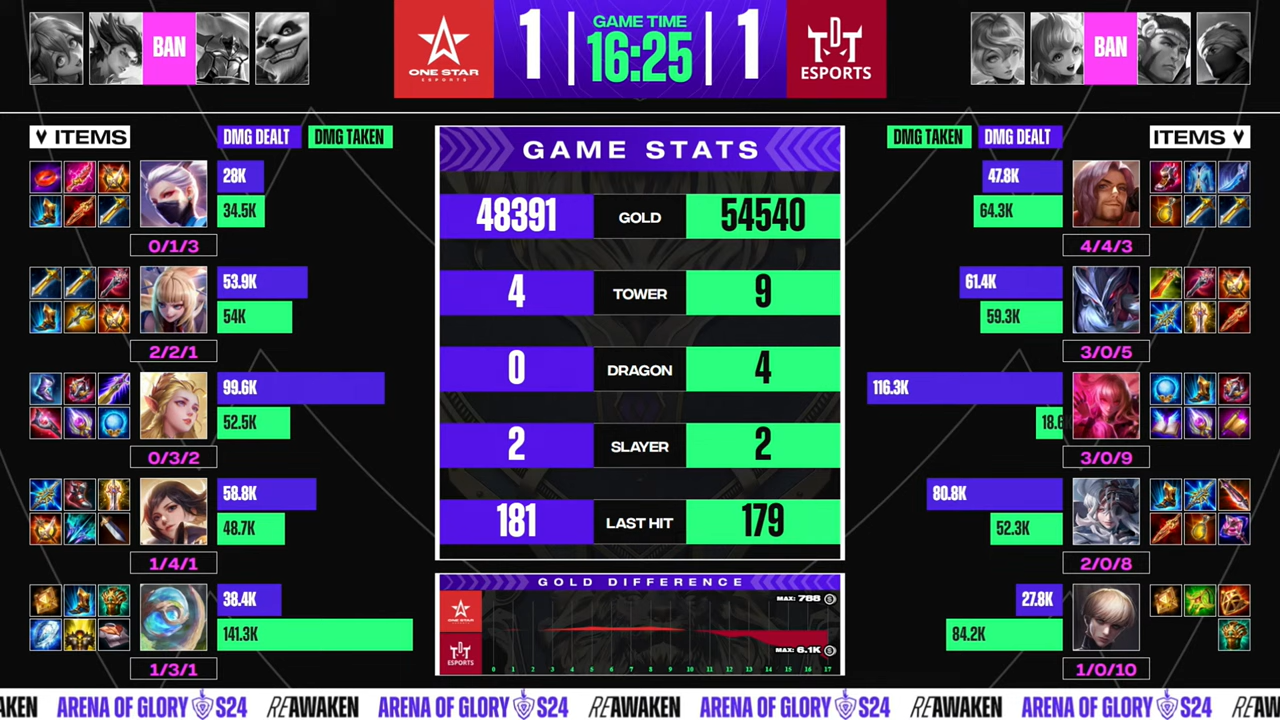 BAN
ONE STAR
ESPORTS
1
GAME TIME
16:25
1
TDT
ESPORTS
BAN
ITEMS
DMG DEALT
DMG TAKEN
28K
34.5K
0/1/3
53.9K
54K
2/2/1
99.6K
52.5K
0/3/2
58.8K
48.7K
1/4/1
38.4K
141.3K
1/3/1
GAME STATS
48391 GOLD 54540
4 TOWER 9
0 DRAGON 4
2 SLAYER 2
181 LAST HIT 179
GOLD DIFFERENCE
MAX: 788
TDT
ESPORTS
MAX: 6.1K
0 1 2 3 4 5 6 7 8 9 10 11 12 13 14 15 16 17
DMG TAKEN
DMG DEALT
ITEMS
47.8K
64.3K
4/4/3
61.4K
59.3K
3/0/5
116.3K
18.6
3/0/9
80.8K
52.3K
2/0/8
27.8K
84.2K
1/0/10
AKEN ARENA OF GLORY S24 REAWAKEN ARENA OF GLORY S24 REAWAKEN ARENA OF GLORY S24 REAWAKEN ARENA OF GLORY S24 REAW